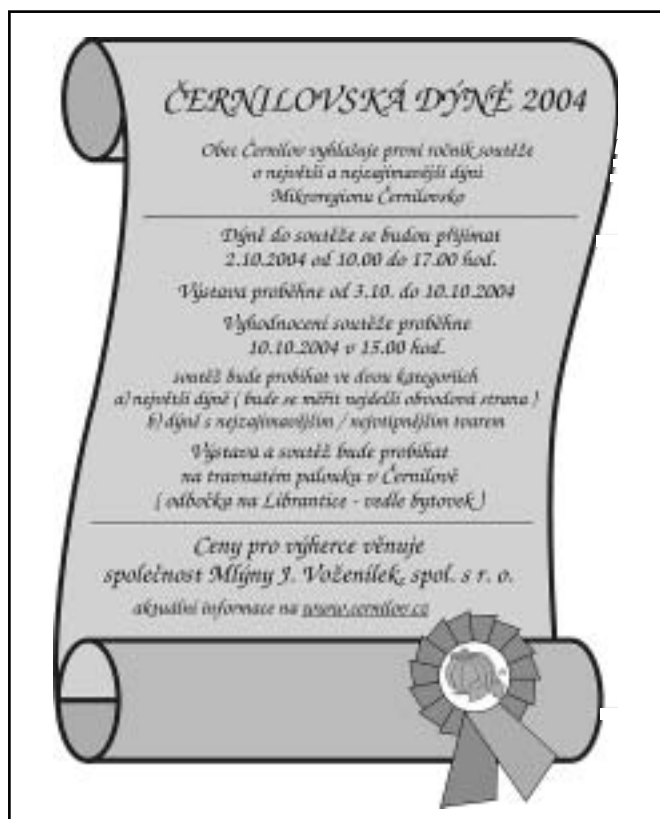 ČERNILOVSKÁ DÝNĚ 2004
Obec Černilov vyhlašuje první ročník soutěže
o největší a nejzajímavější dýni
Mikroregionu Černilovsko
Dýně do soutěže se budou přijímat
2.10.2004 od 10.00 do 17.00 hod.
Výstava proběhne od 3.10. do 10.10.2004
Vyhodnocení soutěže proběhne
10.10.2004 v 15.00 hod.
soutěž bude probíhat ve dvou kategoriích
a) největší dýně ( bude se měřit nejdelší obvodová strana )
b) dýně s nejzajímavějším / nejvtipnějším tvarem
Výstava a soutěž bude probíhat
na travnatém palouku v Černilově
( odbočka na Librantice - vedle bytovek )
Ceny pro výherce věnuje
společnost Mlýny J. Voženílek, spol. s r. o.
aktuální informace na www.cernilov.cz